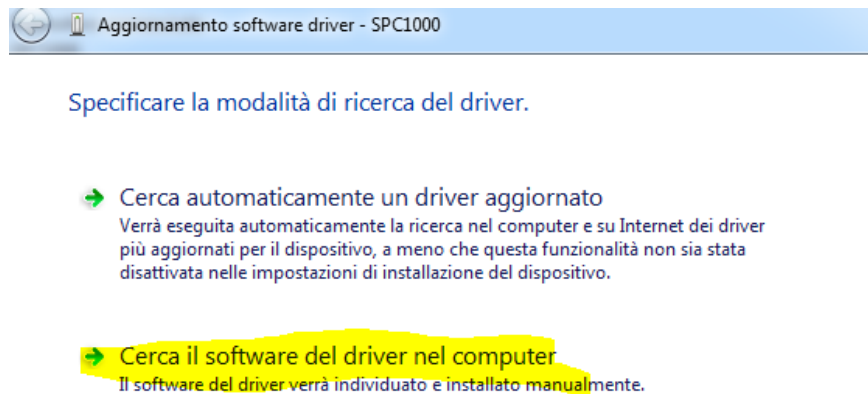 Aggiornamento software driver - SPC1000
Specificare la modalità di ricerca del driver.
Cerca automaticamente un driver aggiornato
Verrà eseguita automaticamente la ricerca nel computer e su Internet dei driver
più aggiornati per il dispositivo, a meno che questa funzionalità non sia stata
disattivata nelle impostazioni di installazione del dispositivo.
Cerca il software del driver nel computer
Il software del driver verrà individuato e installato manualmente.